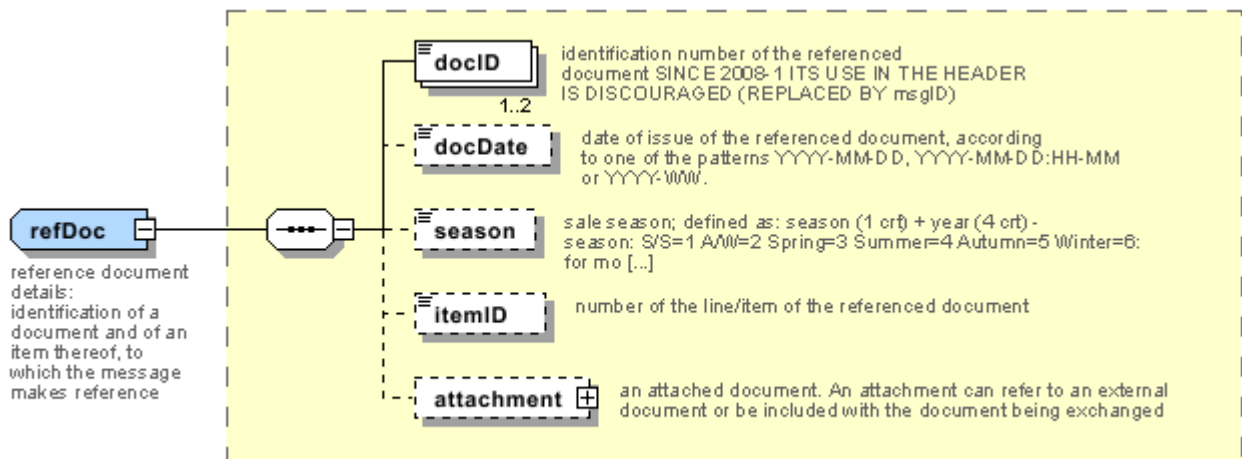 docID
1..2
identification number of the referenced
document SINCE 2008-1 ITS USE IN THE HEADER
IS DISCOURAGED (REPLACED BY msgID)
docDate
date of issue of the referenced document, according
to one of the patterns YYYY-MM-DD, YYYY-MM-DD:HH-MM
or YYYY-WW.
refDoc
reference document
details:
identification of a
document and of an
item thereof, to
which the message
makes reference
season
sale season; defined as: season (1 crt) + year (4 crt) -
season: S/S=1 A/W=2 Spring=3 Summer=4 Autumn=5 Winter=6:
for mo [...]
itemID
number of the line/item of the referenced document
attachment
an attached document. An attachment can refer to an external
document or be included with the document being exchanged